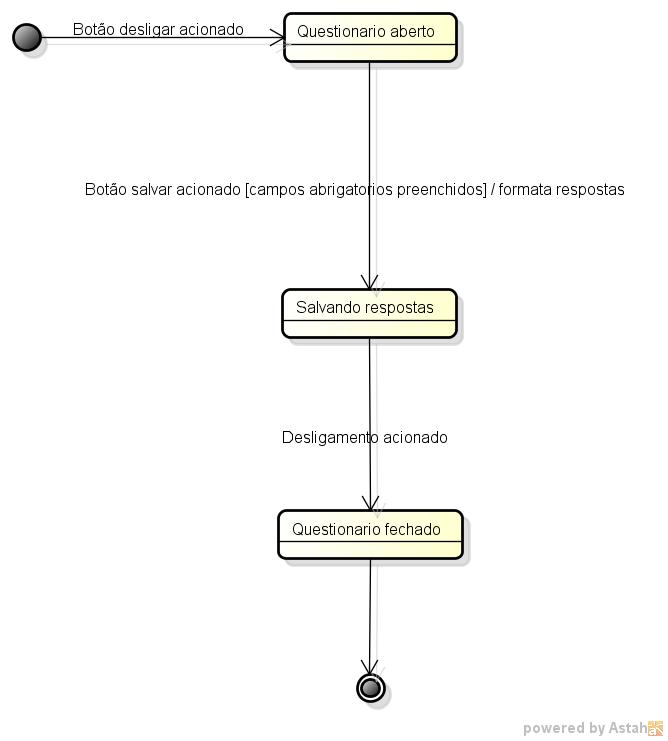 Botão desligar acionado
Questionario aberto
Botão salvar acionado [campos abrigatorios preenchidos] / formata respostas
Salvando respostas
Desligamento acionado
Questionario fechado
powered by Astah